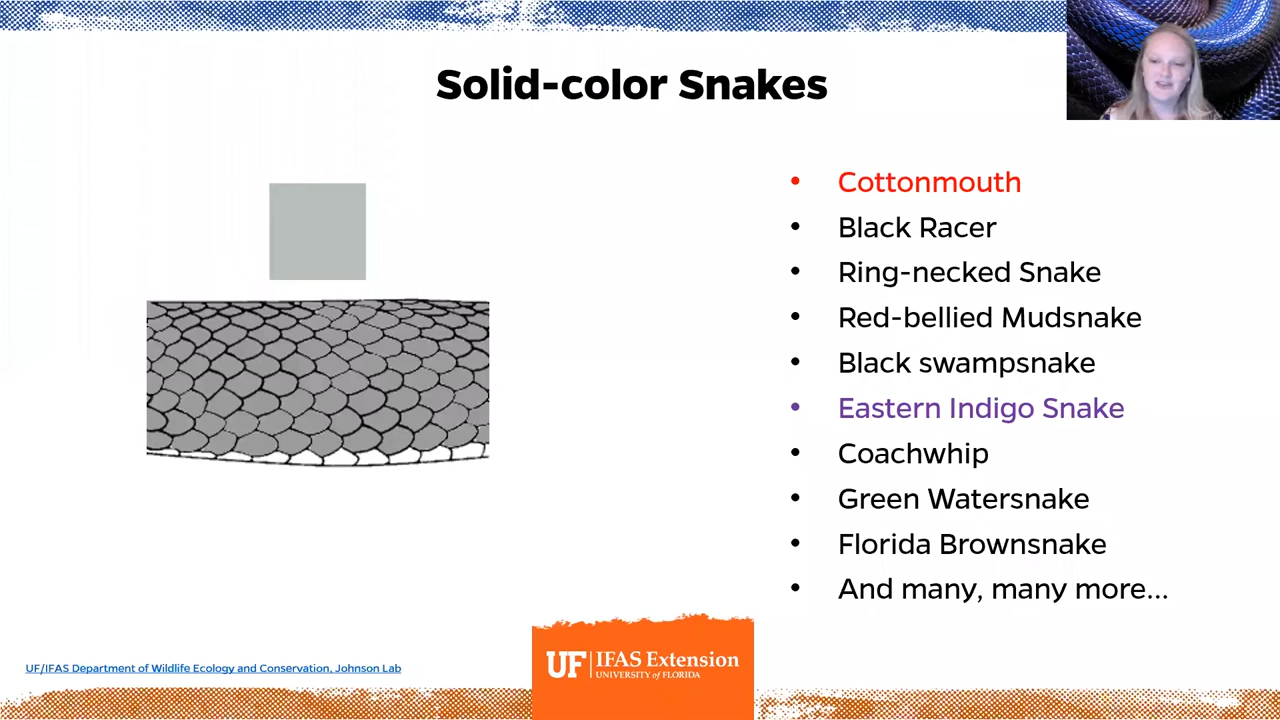 Solid-color Snakes
• Cottonmouth
• Black Racer
• Ring-necked Snake
• Red-bellied Mudsnake
• Black swampsnake
• Eastern Indigo Snake
• Coachwhip
• Green Watersnake
• Florida Brownsnake
• And many, many more...
UF/IFAS Department of Wildlife Ecology and Conservation, Johnson Lab
UF IFAS Extension
UNIVERSITY of FLORIDA